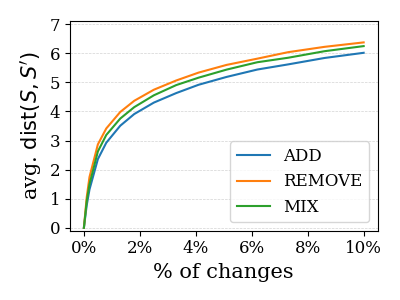 7
6
5
4
3
2
1
0
avg. dist(S, S′)
ADD
REMOVE
MIX
0% 2% 4% 6% 8% 10%
% of changes